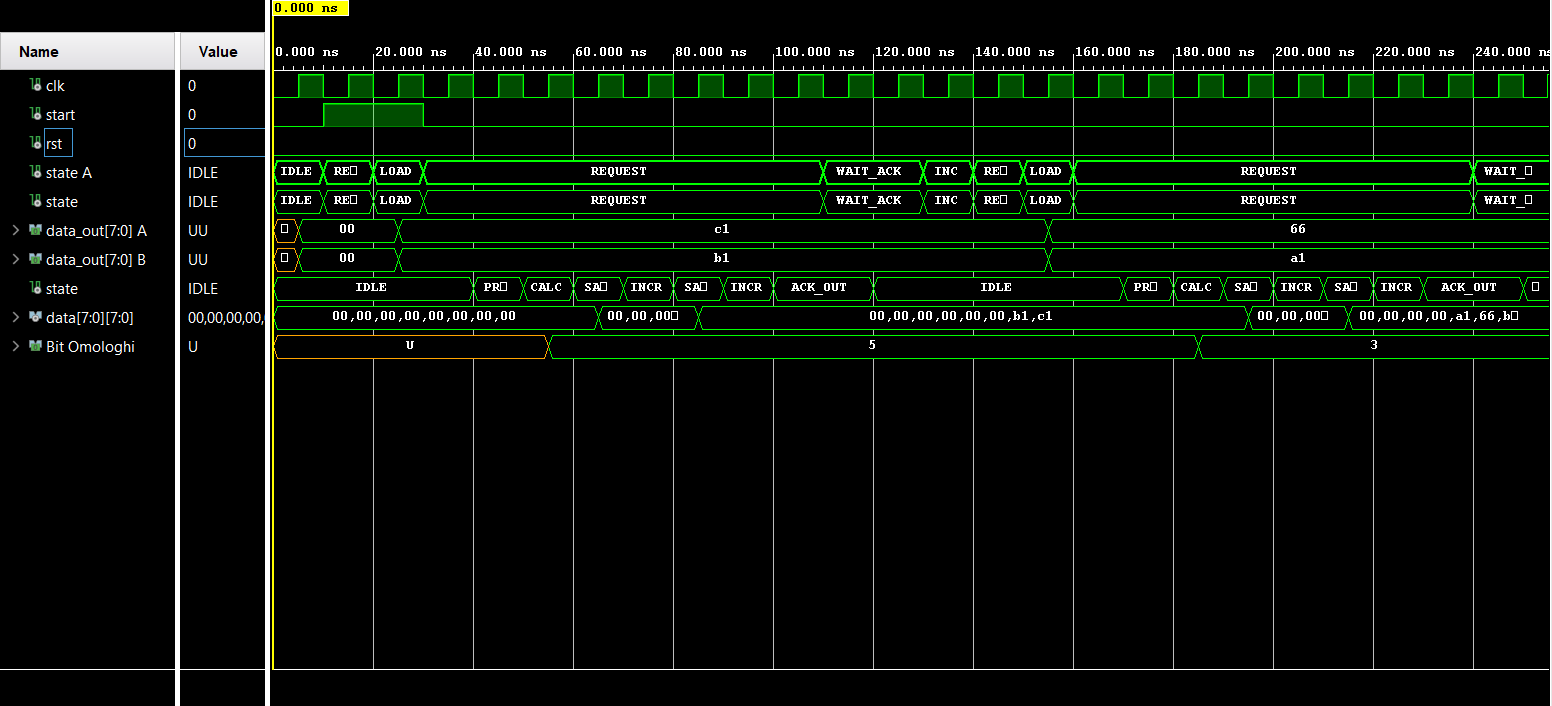 0.000 ns
Name Value
0.000 ns 20.000 ns 40.000 ns 60.000 ns 80.000 ns 100.000 ns 120.000 ns 140.000 ns 160.000 ns 180.000 ns 200.000 ns 220.000 ns 240.000 n
clk 0
start 0
rst 0
state A IDLE IDLE RE LOAD REQUEST WAIT_ACK INC RE LOAD REQUEST WAIT_
state IDLE IDLE RE LOAD REQUEST WAIT_ACK INC RE LOAD REQUEST WAIT_
data_out[7:0] A UU 00 c1 66
data_out[7:0] B UU 00 b1 a1
state IDLE IDLE PR CALC SA INCR SA INCR ACK_OUT IDLE PR CALC SA INCR SA INCR ACK_OUT
data[7:0][7:0] 00,00,00,00, 00,00,00,00,00,00,00,00 00,00,00 00,00,00,00,00,00,b1,c1 00,00,00 00,00,00,00,a1,66,b
Bit Omologhi U U 5 3